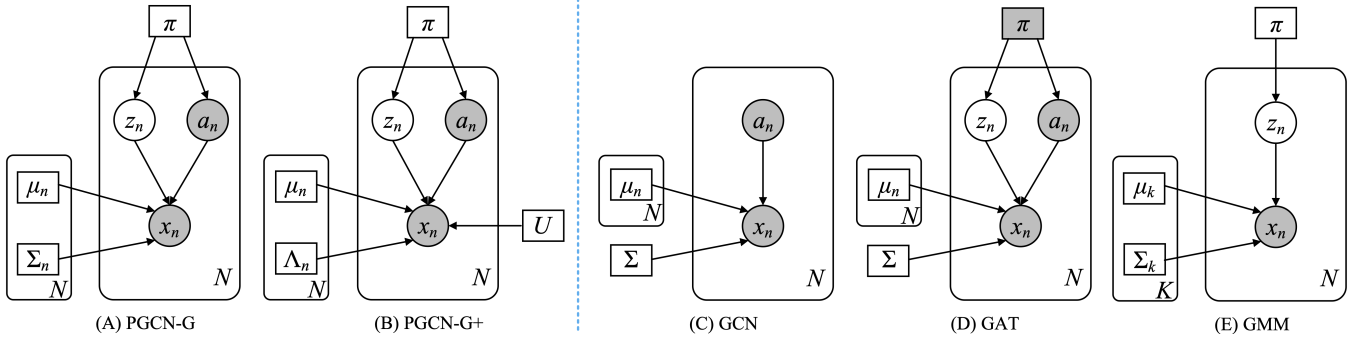 π π π π
z_n a_n z_n a_n a_n z_n a_n z_n
μ_n μ_n μ_n N μ_n N μ_k
x_n x_n U x_n x_n x_n
Σ_n Λ_n Σ Σ Σ_k
N N N N N N K N
(A) PGCN-G (B) PGCN-G+ (C) GCN (D) GAT (E) GMM